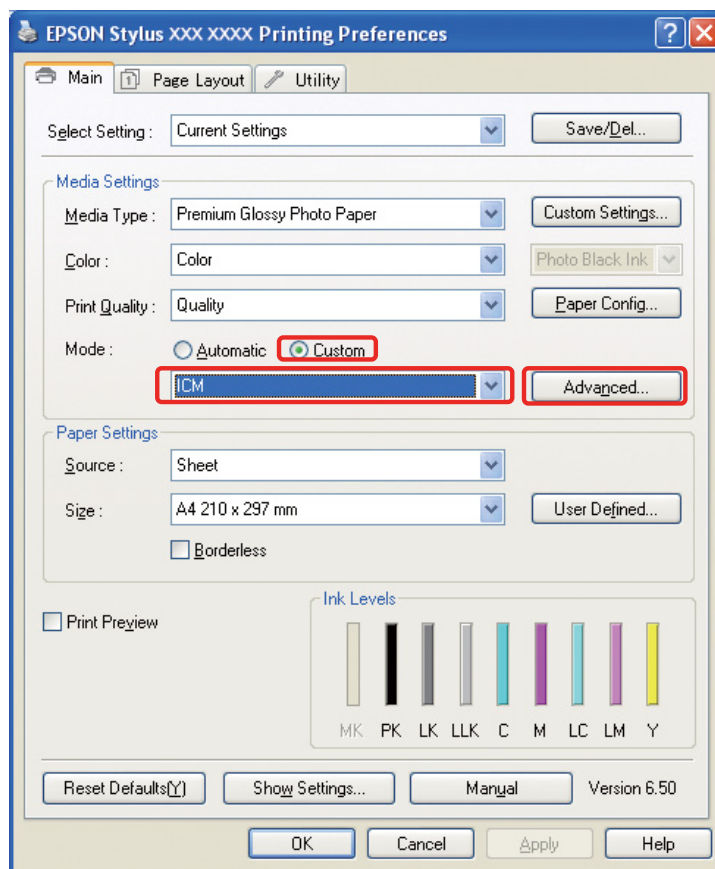 EPSON Stylus XXX XXXX Printing Preferences ?
Main 1 Page Layout Utility
Select Setting : Current Settings Save/Del...
Media Settings
Media Type : Premium Glossy Photo Paper Custom Settings...
Color : Color Photo Black Ink
Print Quality : Quality Paper Config...
Mode : Automatic Custom
ICM Advanced...
Paper Settings
Source : Sheet
Size : A4 210 x 297 mm User Defined...
Borderless
Print Preview
Ink Levels
MK PK LK LLK C M LC LM Y
Reset Defaults(Y) Show Settings... Manual Version 6.50
OK Cancel Apply Help